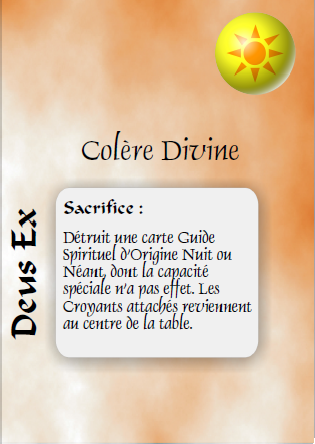 Colère Divine
Deus Ex
Sacrifice :
Détruit une carte Guide
Spirituel d'Origine Nuit ou
Néant, dont la capacité
spéciale n'a pas effet. Les
Croyants attachés reviennent
au centre de la table.